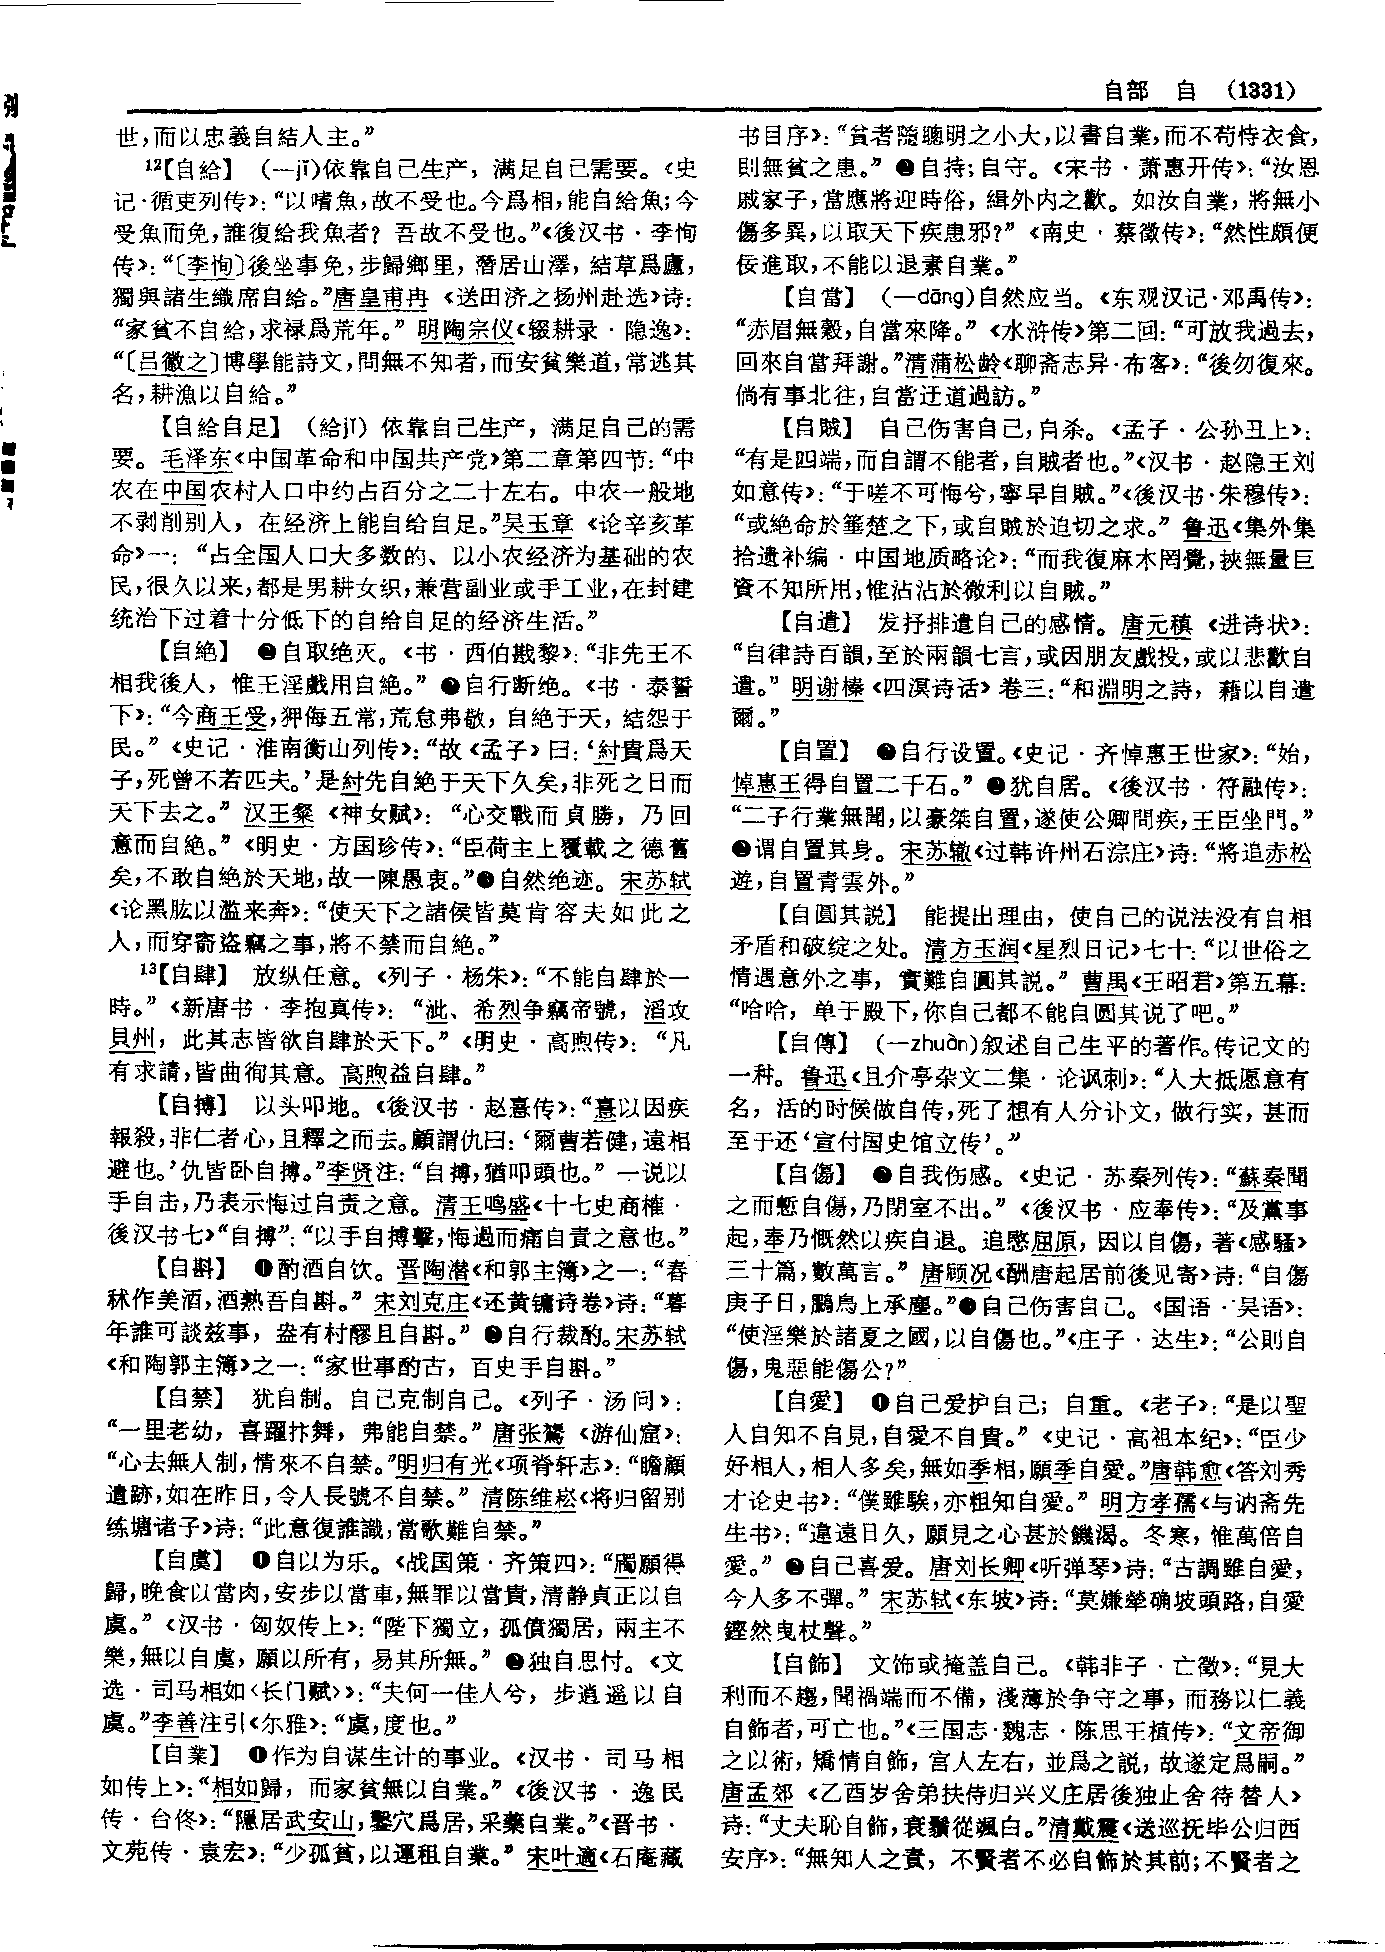 自部　自　（1331）
世，而以忠義自結人主。”
12【自給】　（—jǐ）依靠自己生产，满足自己需要。《史
记·循吏列传》：“以嗜魚，故不受也。今爲相，能自給魚；今
受魚而免，誰復給我魚者？吾故不受也。”《後汉书·李恂
传》：“〔李恂〕後坐事免，步歸鄉里，潛居山澤，結草爲廬，
獨與諸生織席自給。”唐皇甫冉《送田济之扬州赴选》诗：
“家貧不自給，求禄爲荒年。”明陶宗仪《辍耕录·隐逸》：
“〔吕徽之〕博學能詩文，問無不知者，而安貧樂道，常逃其
名，耕漁以自給。”
【自給自足】（給jǐ）依靠自己生产，满足自己的需
要。毛泽东《中国革命和中国共产党》第二章第四节：“中
农在中国农村人口中约占百分之二十左右。中农一般地
不剥削别人，在经济上能自给自足。”吴玉章《论辛亥革
命》一：“占全国人口大多数的、以小农经济为基础的农
民，很久以来，都是男耕女织，兼营副业或手工业，在封建
统治下过着十分低下的自给自足的经济生活。”
【自絶】　❶自取绝灭。《书·西伯戡黎》：“非先王不
相我後人，惟王淫戲用自絶。”❷自行断绝。《书·泰誓
下》：“今商王受，狎侮五常，荒怠弗敬，自絶于天，結怨于
民。”《史记·淮南衡山列传》：“故《孟子》曰：‘紂貴爲天
子，死曾不若匹夫。’是紂先自絶于天下久矣，非死之日而
天下去之。”汉王粲《神女赋》：“心交戰而貞勝，乃回
意而自絶。”《明史·方国珍传》：“臣荷主上覆載之德舊
矣，不敢自絶於天地，故一陳愚衷。”❸自然绝迹。宋苏轼
《论黑肱以滥来奔》：“使天下之諸侯皆莫肯容夫如此之
人，而穿窬盗竊之事，將不禁而自絶。”
13【自肆】　放纵任意。《列子·杨朱》：“不能自肆於一
時。”《新唐书·李抱真传》：“泚、希烈争竊帝號，滔攻
貝州，此其志皆欲自肆於天下。”《明史·高煦传》：“凡
有求請，皆曲徇其意。高煦益自肆。”
【自搏】　以头叩地。《後汉书·赵憙传》：“憙以因疾
報殺，非仁者心，且釋之而去。顧謂仇曰：‘爾曹若健，遠相
避也。’仇皆卧自搏。”李贤注：“自搏，猶叩頭也。”一说以
手自击，乃表示悔过自责之意。清王鸣盛《十七史商榷·
後汉书七》“自搏”：“以手自搏擊，悔過而痛自責之意也。”
【自斟】　❶酌酒自饮。晋陶潜《和郭主簿》之一：“舂
秫作美酒，酒熟吾自斟。”宋刘克庄《还黄镛诗卷》诗：“暮
年誰可談兹事，盎有村醪且自斟。”❷自行裁酌。宋苏轼
《和陶郭主簿》之一：“家世事酌古，百史手自斟。”
【自禁】　犹自制。自己克制自己。《列子·汤问》：
“一里老幼，喜躍抃舞，弗能自禁。”唐张鷟《游仙窟》：
“心去無人制，情來不自禁。”明归有光《项脊轩志》：“瞻顧
遺跡，如在昨日，令人長號不自禁。”清陈维崧《将归留别
练塘诸子》诗：“此意復誰識，當歌難自禁。”
【自虞】　❶自以为乐。《战国策·齐策四》：“斶願得
歸，晚食以當肉，安步以當車，無罪以當貴，清静貞正以自
虞。”《汉书·匈奴传上》：“陛下獨立，孤僨獨居，兩主不
樂，無以自虞，願以所有，易其所無。”❷独自思忖。《文
选·司马相如〈长门赋〉》：“夫何一佳人兮，步逍遥以自
虞。”李善注引《尔雅》：“虞，度也。”
【自業】　❶作为自谋生计的事业。《汉书·司马相
如传上》：“相如歸，而家貧無以自業。”《後汉书·逸民
传·台佟》：“隱居武安山，鑿穴爲居，采藥自業。”《晋书·
文苑传·袁宏》：“少孤貧，以運租自業。”宋叶適《石庵藏
书目序》：“貧者隨聰明之小大，以書自業，而不苟恃衣食，
則無貧之患。”❷自持；自守。《宋书·萧惠开传》：“汝恩
戚家子，當應將迎時俗，緝外内之歡。如汝自業，將無小
傷多異，以取天下疾患邪？”《南史·蔡徵传》：“然性頗便
佞進取，不能以退素自業。”
【自當】　（—dāng）自然应当。《东观汉记·邓禹传》：
“赤眉無穀，自當來降。”《水浒传》第二回：“可放我過去，
回來自當拜謝。”清蒲松龄《聊斋志异·布客》：“後勿復來。
倘有事北往，自當迂道過訪。”
【自賊】　自己伤害自己，自杀。《孟子·公孙丑上》：
“有是四端，而自謂不能者，自賊者也。”《汉书·赵隐王刘
如意传》：“于嗟不可悔兮，寧早自賊。”《後汉书·朱穆传》：
“或絶命於箠楚之下，或自賊於迫切之求。”鲁迅《集外集
拾遗补编·中国地质略论》：“而我復麻木罔覺，挾無量巨
資不知所用，惟沾沾於微利以自賊。”
【自遣】　发抒排遣自己的感情。唐元稹《进诗状》：
“自律詩百韻，至於兩韻七言，或因朋友戲投，或以悲歡自
遣。”明谢榛《四溟诗话》卷三：“和淵明之詩，藉以自遣
爾。”
【自置】　❶自行设置。《史记·齐悼惠王世家》：“始，
悼惠王得自置二千石。”❷犹自居。《後汉书·符融传》：
“二子行業無聞，以豪桀自置，遂使公卿問疾，王臣坐門。”
❸谓自置其身。宋苏辙《过韩许州石淙庄》诗：“將追赤松
遊，自置青雲外。”
【自圓其説】　能提出理由，使自己的说法没有自相
矛盾和破绽之处。清方玉润《星烈日记》七十：“以世俗之
情遇意外之事，實難自圓其説。”曹禺《王昭君》第五幕：
“哈哈，单于殿下，你自己都不能自圆其说了吧。”
【自傳】　（—zhuàn）叙述自己生平的著作。传记文的
一种。鲁迅《且介亭杂文二集·论讽刺》：“人大抵愿意有
名，活的时候做自传，死了想有人分讣文，做行实，甚而
至于还‘宣付国史馆立传’。”
【自傷】　❶自我伤感。《史记·苏秦列传》：“蘇秦聞
之而慙自傷，乃閉室不出。”《後汉书·应奉传》：“及黨事
起，奉乃慨然以疾自退。追愍屈原，因以自傷，著《感騷》
三十篇，數萬言。”唐顾况《酬唐起居前後见寄》诗：“自傷
庚子日，鵩鳥上承塵。”❷自己伤害自己。《国语·吴语》：
“使淫樂於諸夏之國，以自傷也。”《庄子·达生》：“公則自
傷，鬼惡能傷公？”
【自愛】　❶自己爱护自己；自重。《老子》：“是以聖
人自知不自見，自愛不自貴。”《史记·高祖本纪》：“臣少
好相人，相人多矣，無如季相，願季自愛。”唐韩愈《答刘秀
才论史书》：“僕雖騃，亦粗知自愛。”明方孝孺《与讷斋先
生书》：“違遠日久，願見之心甚於饑渴。冬寒，惟萬倍自
愛。”❷自己喜爱。唐刘长卿《听弹琴》诗：“古調雖自愛，
今人多不彈。”宋苏轼《东坡》诗：“莫嫌犖确坡頭路，自愛
鏗然曳杖聲。”
【自飾】　文饰或掩盖自己。《韩非子·亡徵》：“見大
利而不趨，聞禍端而不備，淺薄於争守之事，而務以仁義
自飾者，可亡也。”《三国志·魏志·陈思王植传》：“文帝御
之以術，矯情自飾，宫人左右，並爲之説，故遂定爲嗣。”
唐孟郊《乙酉岁舍弟扶侍归兴义庄居後独止舍待替人》
诗：“丈夫恥自飾，衰鬚從颯白。”清戴震《送巡抚毕公归西
安序》：“無知人之責，不賢者不必自飾於其前；不賢者之